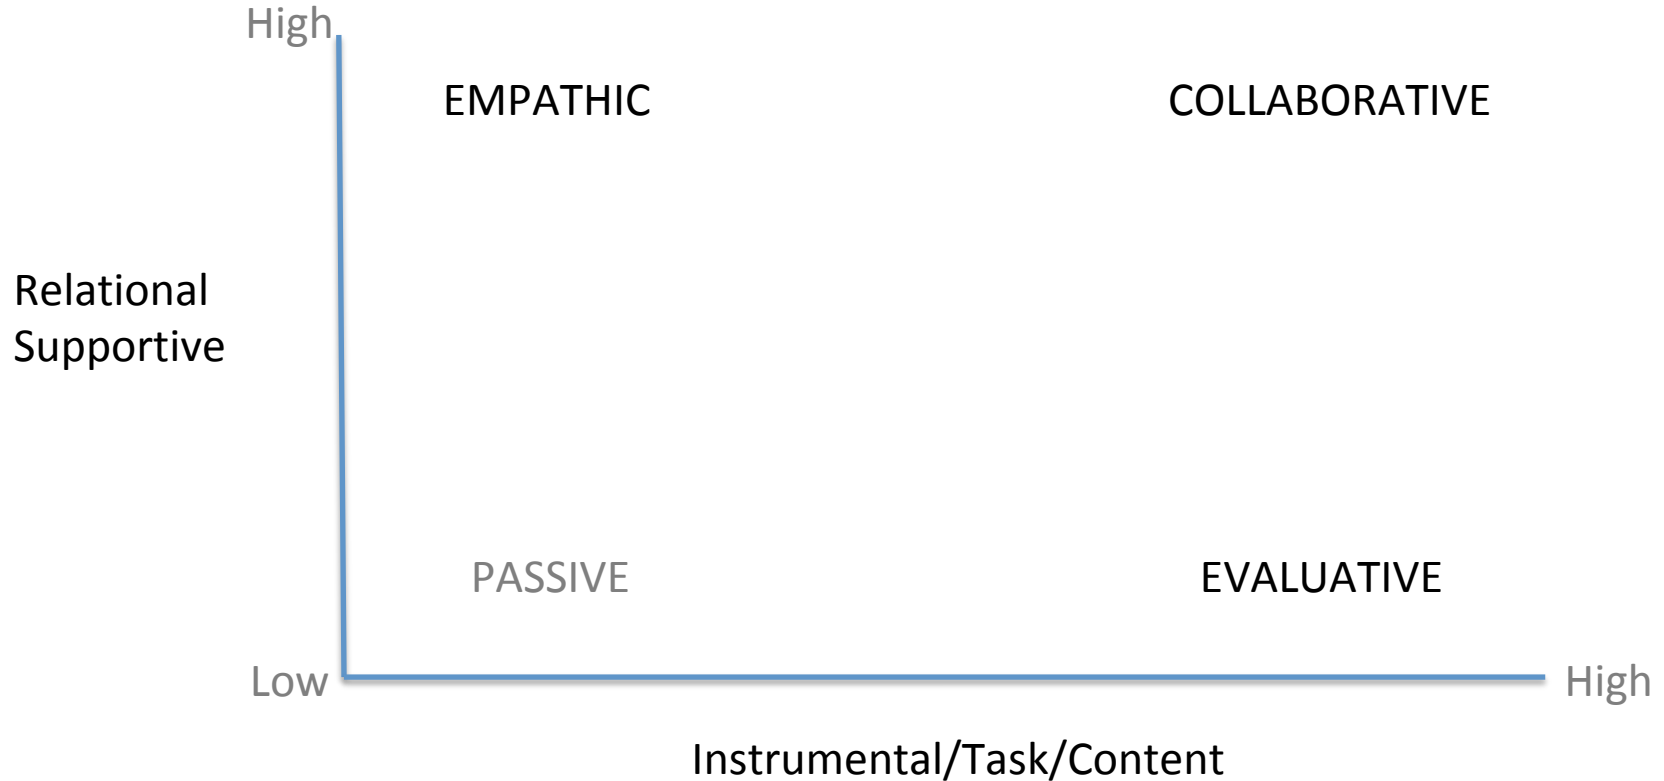 High
EMPATHIC
COLLABORATIVE
Relational
Supportive
PASSIVE
EVALUATIVE
Low
High
Instrumental/Task/Content